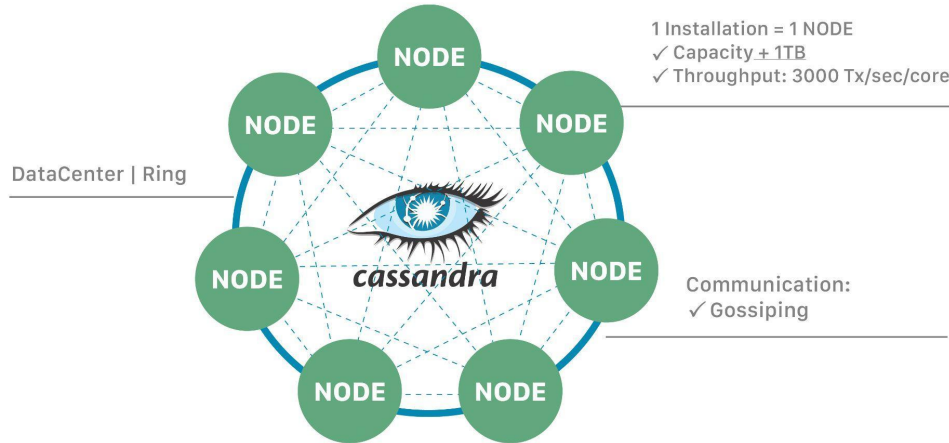 NODE
1 Installation = 1 NODE
✓ Capacity + 1TB
✓ Throughput: 3000 Tx/sec/core
NODE
NODE
DataCenter | Ring
cassandra
NODE
NODE
Communication:
✓ Gossiping
NODE
NODE